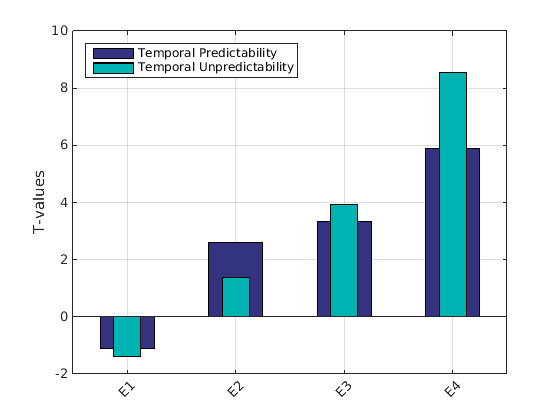 Temporal Predictability
Temporal Unpredictability
T-values
10
8
6
4
2
0
-2
E1
E2
E3
E4